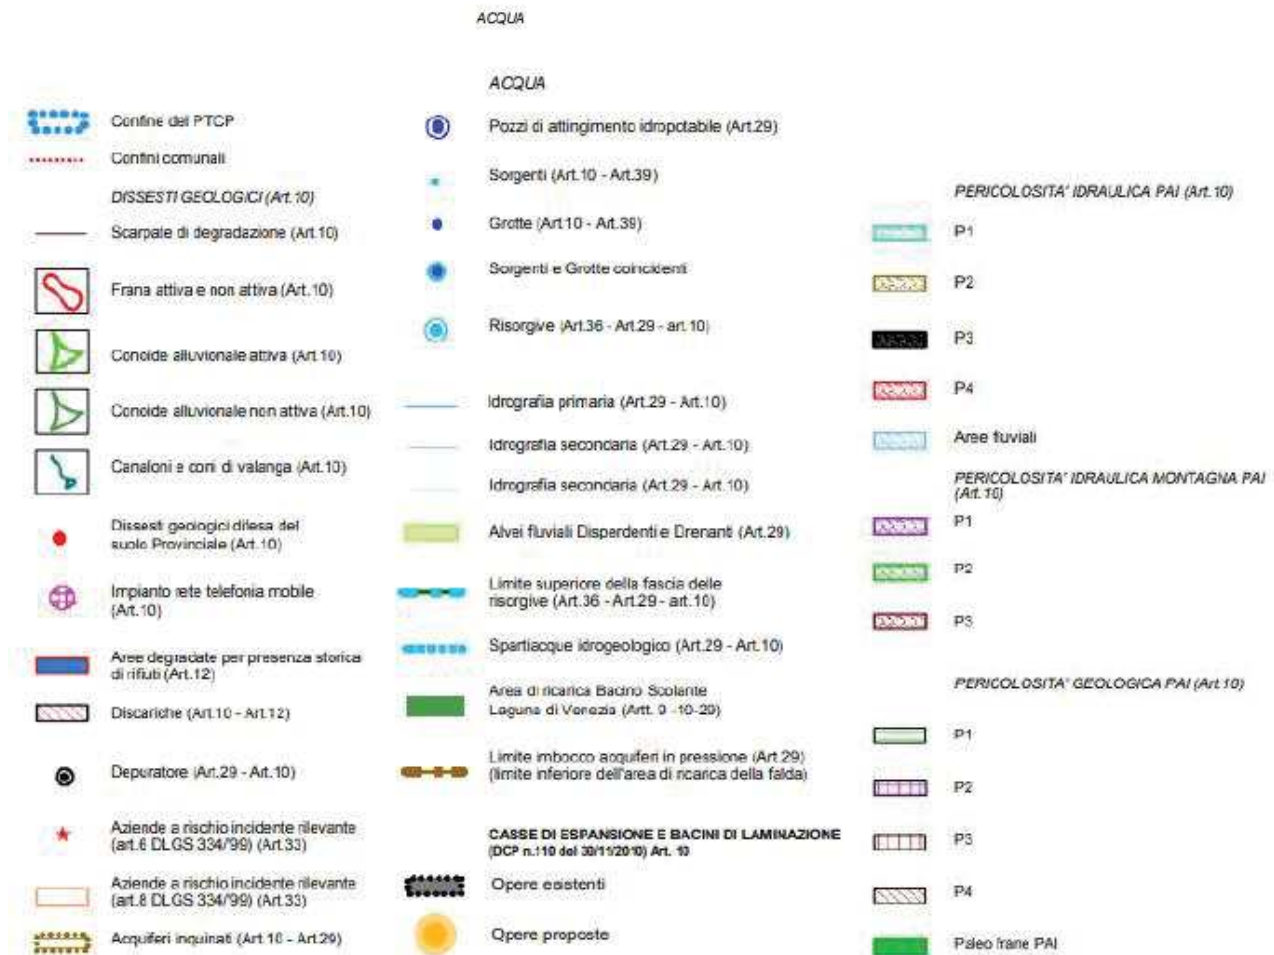 ACQUA
Confine del PTCP
Confini comunali
DISSESTI GEOLOGICI (Art.10)
Scarpate di degradazione (Art.10)
Frana attiva e non attiva (Art.10)
Conoide alluvionale attiva (Art.10)
Conoide alluvionale non attiva (Art.10)
Canaloni e coni di valanga (Art.10)
Dissesti geologici difesa del
suolo Provinciale (Art.10)
Impianto rete telefonia mobile
(Art.10)
Aree degradate per presenza storica
di rifiuti (Art.12)
Discariche (Art.10 - Art.12)
Depuratore (Art.29 - Art.10)
Aziende a rischio incidente rilevante
(art.6 DLGS 334/'99) (Art.33)
Aziende a rischio incidente rilevante
(art.8 DLGS 334/'99) (Art.33)
Acquiferi inquinati (Art.10 - Art.29)
ACQUA
Pozzi di attingimento idropotabile (Art.29)
Sorgenti (Art.10 - Art.39)
Grotte (Art.10 - Art.39)
Sorgenti e Grotte coincidenti
Risorgive (Art.36 - Art.29 - art.10)
Idrografia primaria (Art.29 - Art.10)
Idrografia secondaria (Art.29 - Art.10)
Idrografia secondaria (Art.29 - Art.10)
Alvei fluviali Disperdenti e Drenanti (Art.29)
Limite superiore della fascia delle
risorgive (Art.36 - Art.29 - art.10)
Spartiacque idrogeologico (Art.29 - Art.10)
Area di ricarica Bacino Scolante
Laguna di Venezia (Artt. 9 -10-29)
Limite imbocco acquiferi in pressione (Art.29)
(limite inferiore dell'area di ricarica della falda)
CASSE DI ESPANSIONE E BACINI DI LAMINAZIONE
(DCP n.110 del 30/11/2010) Art. 10
Opere esistenti
Opere proposte
PERICOLOSITA' IDRAULICA PAI (Art.10)
P1
P2
P3
P4
Aree fluviali
PERICOLOSITA' IDRAULICA MONTAGNA PAI
(Art.10)
P1
P2
P3
PERICOLOSITA' GEOLOGICA PAI (Art.10)
P1
P2
P3
P4
Paleo frane PAI